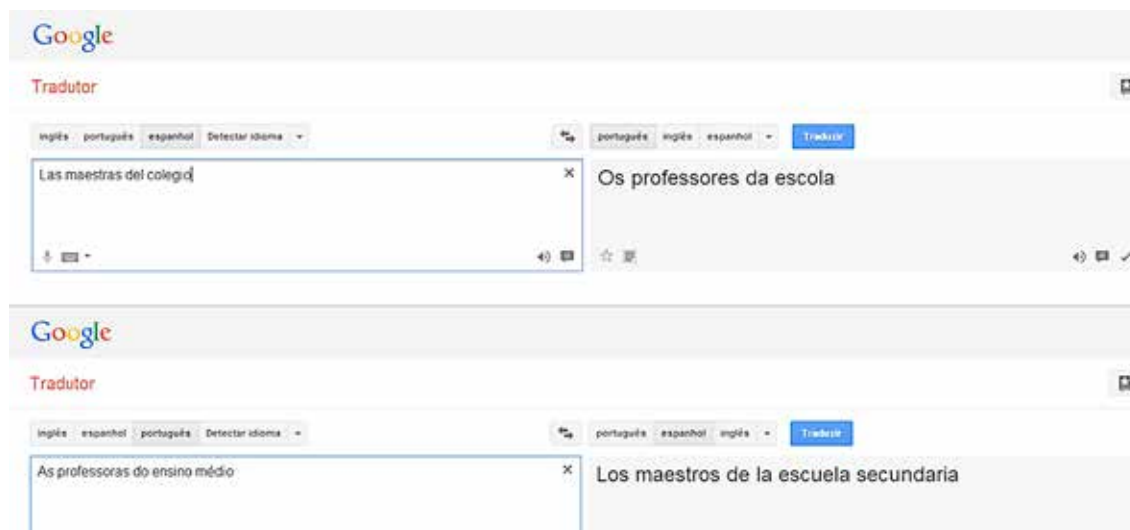 Google
Tradutor
inglês português espanhol Detectar idioma português inglês espanhol Traduzir
Las maestras del colegio
Os professores da escola
Google
Tradutor
inglês espanhol português Detectar idioma português espanhol inglês Traduzir
As professoras do ensino médio
Los maestros de la escuela secundaria